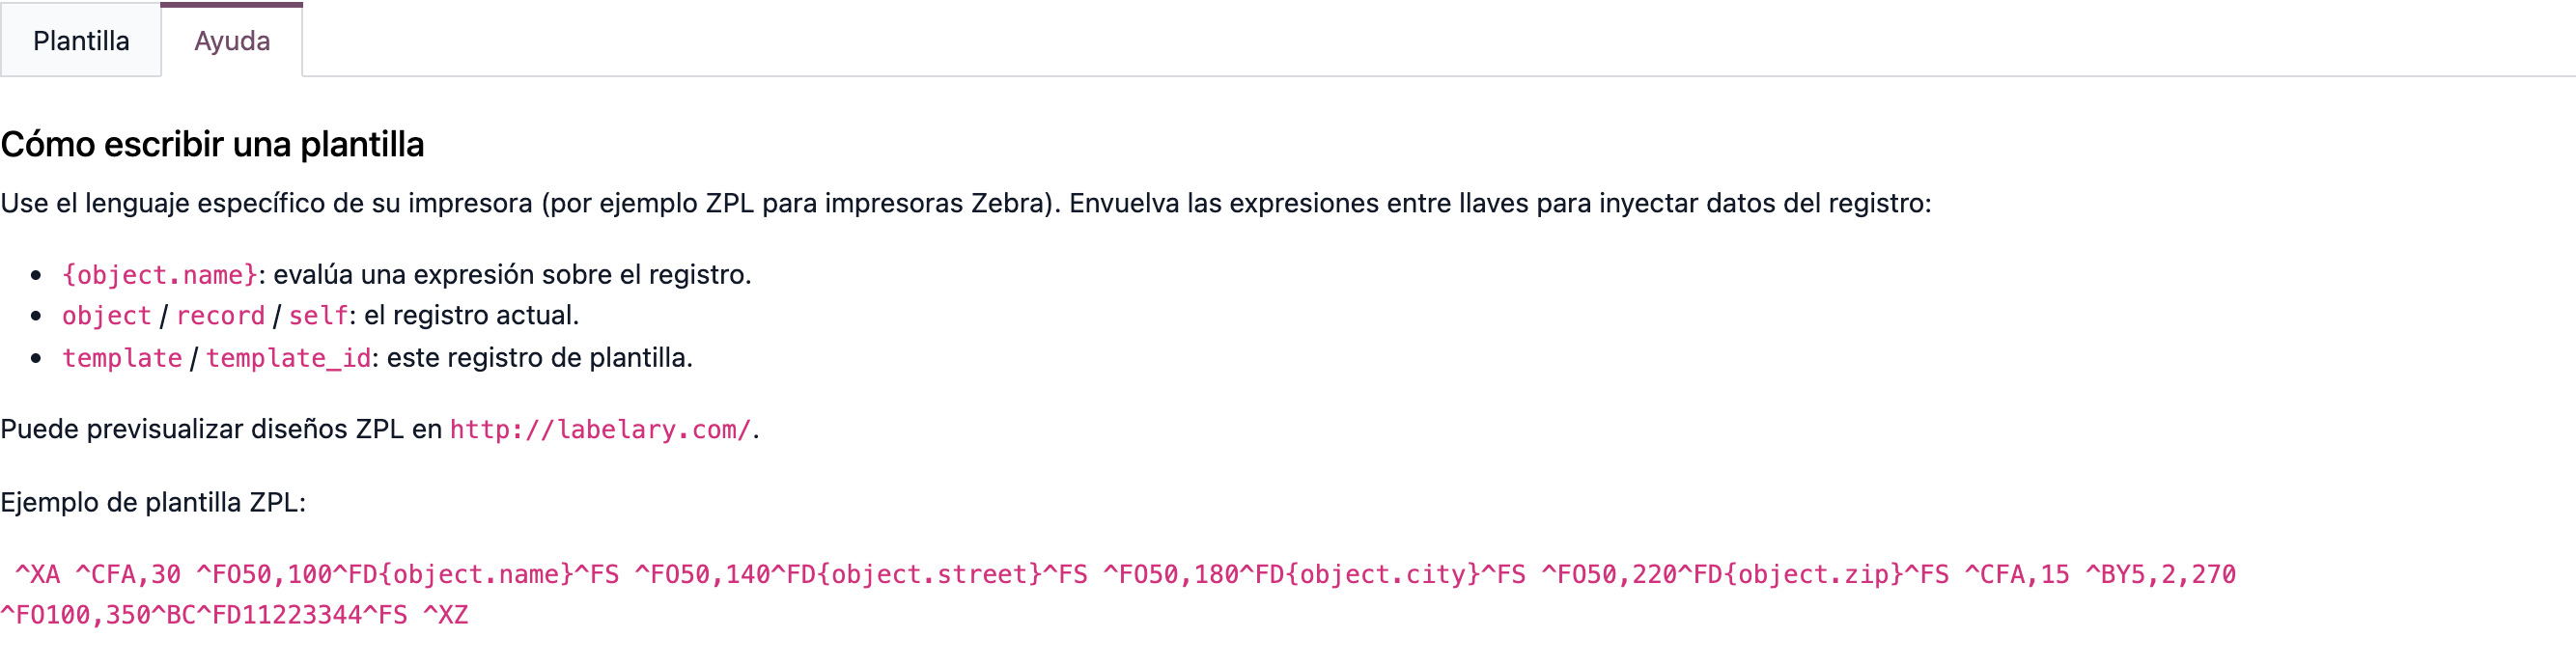 Plantilla
Ayuda
Cómo escribir una plantilla
Use el lenguaje específico de su impresora (por ejemplo ZPL para impresoras Zebra). Envuelva las expresiones entre llaves para inyectar datos del registro:
{object.name}: evalúa una expresión sobre el registro.
object / record / self: el registro actual.
template / template_id: este registro de plantilla.
Puede previsualizar diseños ZPL en http://labelary.com/.
Ejemplo de plantilla ZPL:
^XA ^CFA,30 ^FO50,100^FD{object.name}^FS ^FO50,140^FD{object.street}^FS ^FO50,180^FD{object.city}^FS ^FO50,220^FD{object.zip}^FS ^CFA,15 ^BY5,2,270
^FO100,350^BC^FD11223344^FS ^XZ